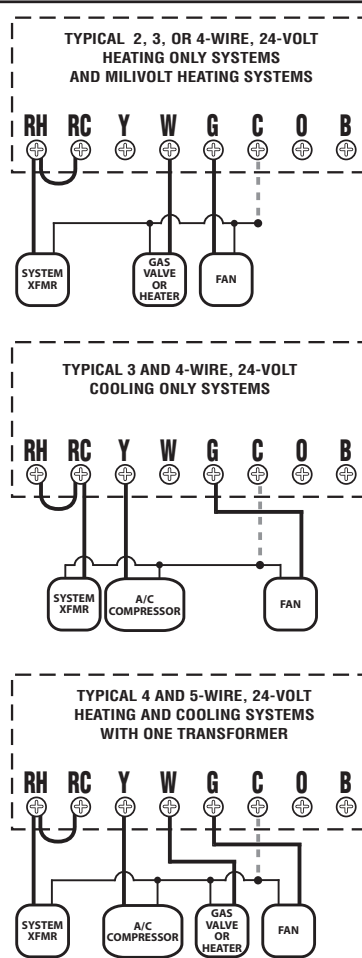 TYPICAL 2, 3, OR 4-WIRE, 24-VOLT
HEATING ONLY SYSTEMS
AND MILIVOLT HEATING SYSTEMS
RH RC Y W G C O B
SYSTEM
XFMR
GAS
VALVE
OR
HEATER
FAN
TYPICAL 3 AND 4-WIRE, 24-VOLT
COOLING ONLY SYSTEMS
RH RC Y W G C O B
SYSTEM
XFMR
A/C
COMPRESSOR
FAN
TYPICAL 4 AND 5-WIRE, 24-VOLT
HEATING AND COOLING SYSTEMS
WITH ONE TRANSFORMER
RH RC Y W G C O B
SYSTEM
XFMR
A/C
COMPRESSOR
GAS
VALVE
OR
HEATER
FAN